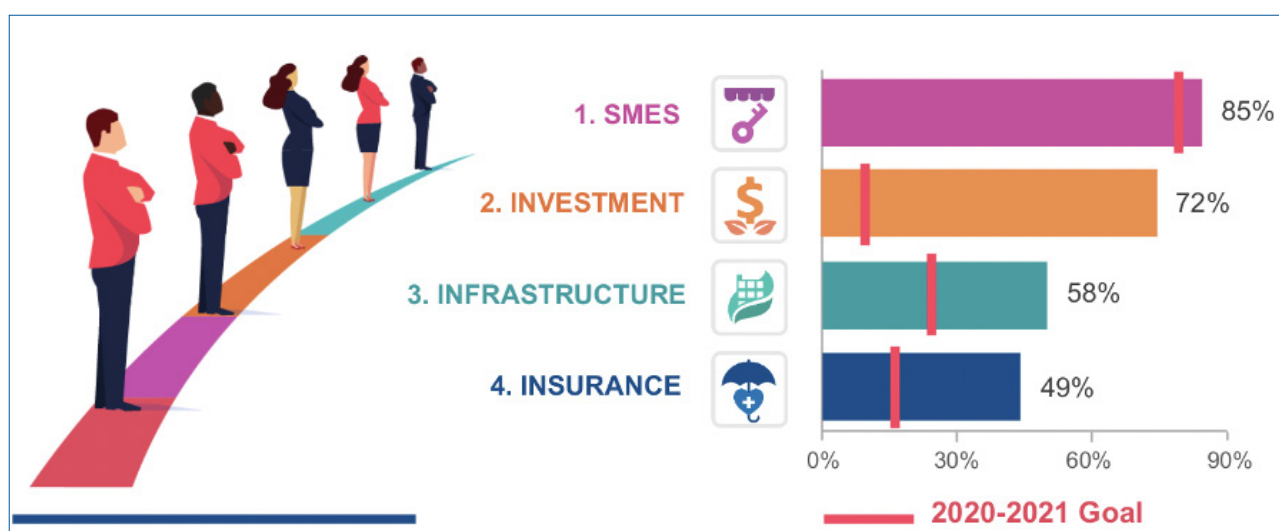 1. SMES
85%
2. INVESTMENT
72%
3. INFRASTRUCTURE
58%
4. INSURANCE
49%
0% 30% 60% 90%
2020-2021 Goal